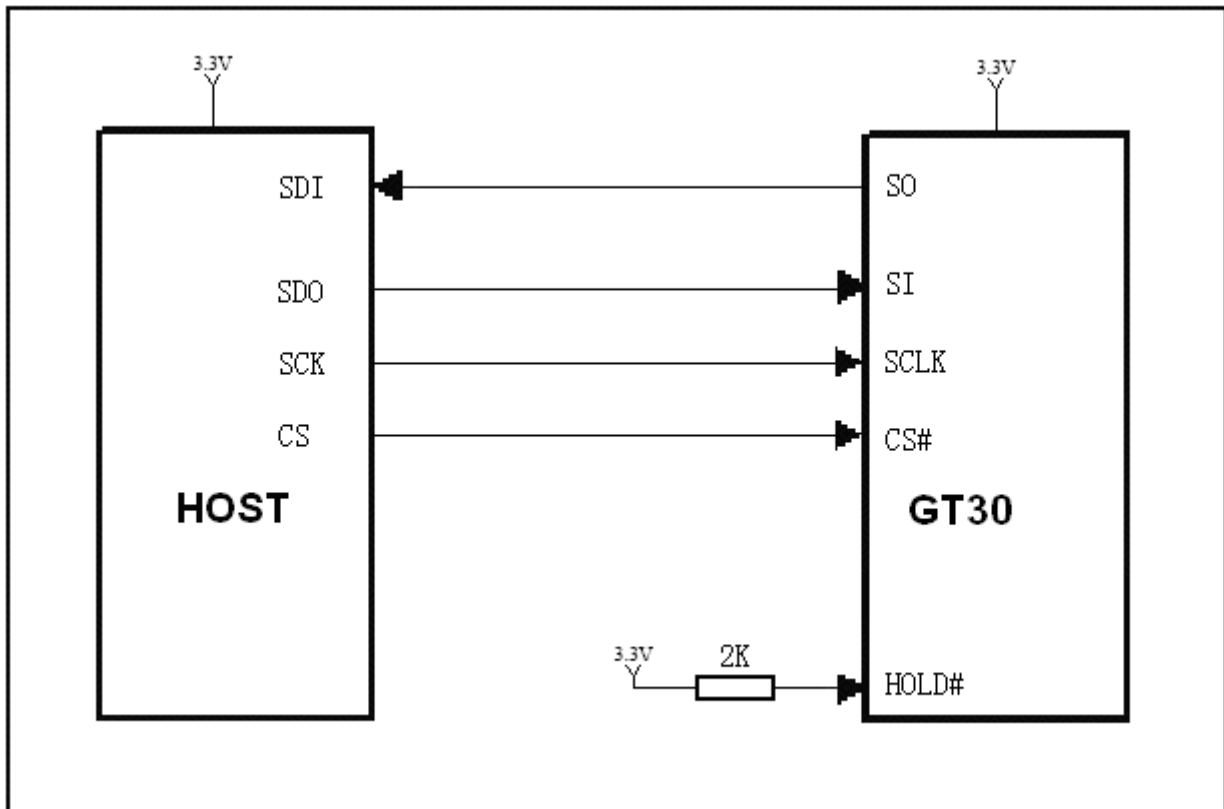 3.3V
3.3V
SDI
SO
SDO
SI
SCK
SCLK
CS
CS#
HOST
GT30
3.3V
2K
HOLD#